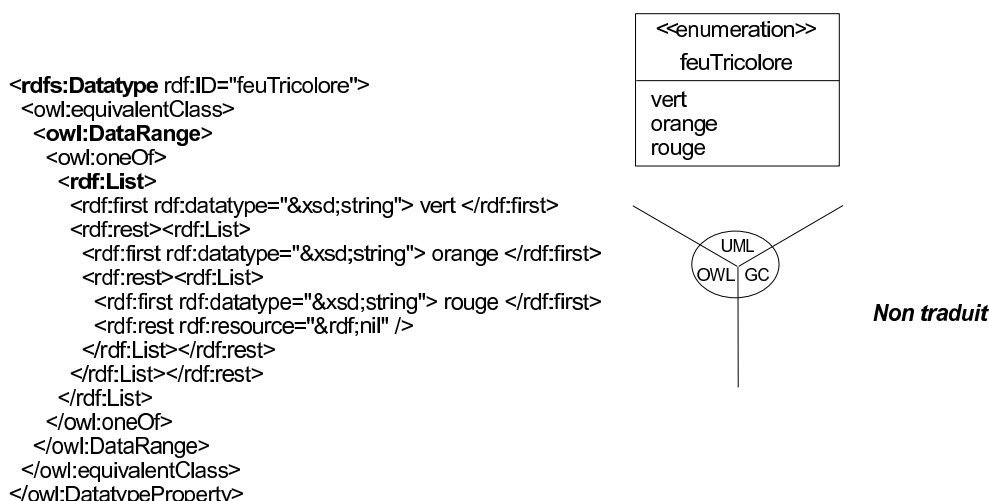 <<enumeration>>
feuTricolore
vert
orange
rouge
<rdfs:Datatype rdf:ID="feuTricolore">
<owl:equivalentClass>
<owl:DataRange>
<owl:oneOf>
<rdf:List>
<rdf:first rdf:datatype="&xsd;string"> vert </rdf:first>
<rdf:rest><rdf:List>
<rdf:first rdf:datatype="&xsd;string"> orange </rdf:first>
<rdf:rest><rdf:List>
<rdf:first rdf:datatype="&xsd;string"> rouge </rdf:first>
<rdf:rest rdf:resource="&rdf;nil" />
</rdf:List></rdf:rest>
</rdf:List></rdf:rest>
</rdf:List>
</owl:oneOf>
</owl:DataRange>
</owl:equivalentClass>
</owl:DatatypeProperty>
UML
OWL GC
Non traduit